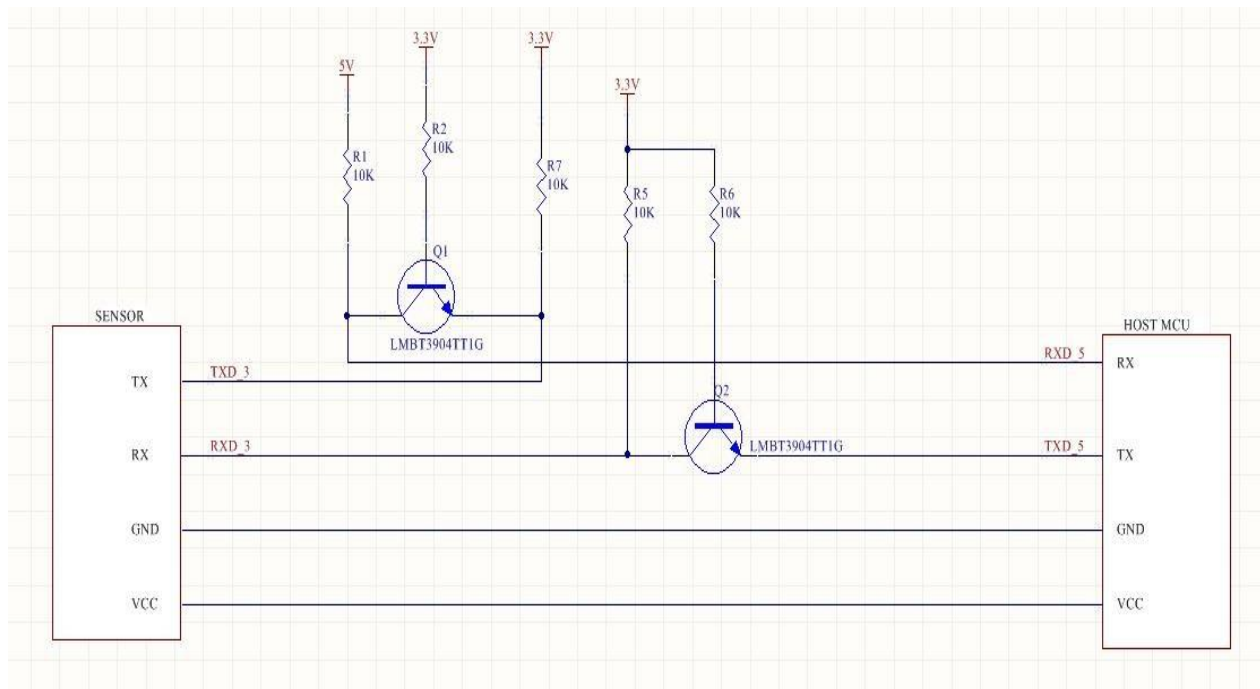 3.3V
3.3V
5V
3.3V
R2
10K
R1
10K
R7
10K
R5
10K
R6
10K
Q1
SENSOR
HOST MCU
LMBT3904TT1G
RXD_5
RX
TX
TXD_3
Q2
RX
RXD_3
LMBT3904TT1G
TXD_5
TX
GND
GND
VCC
VCC